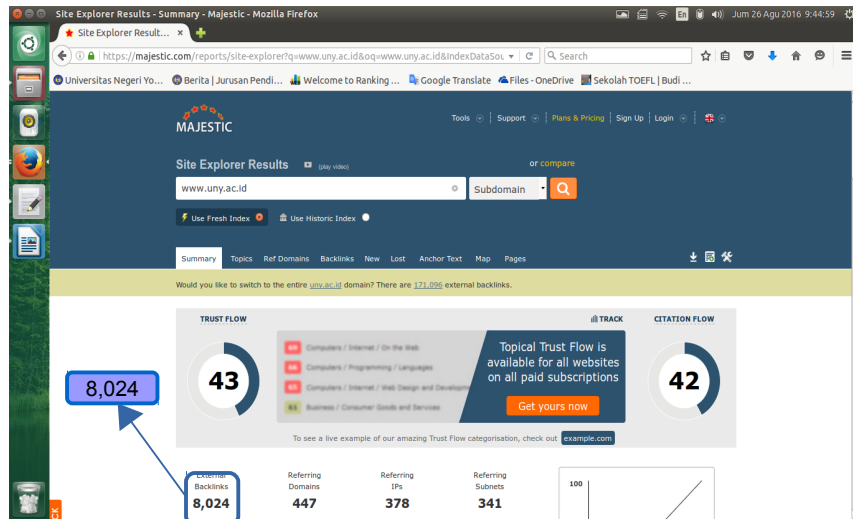 Site Explorer Results - Summary - Majestic - Mozilla Firefox
En
Jum 26 Agu 2016 9:44:59
Site Explorer Result...
https://majestic.com/reports/site-explorer?q=www.uny.ac.id&oq=www.uny.ac.id&IndexDataSou
Search
Universitas Negeri Yo...
Berita | Jurusan Pendi...
Welcome to Ranking ...
Google Translate
Files - OneDrive
Sekolah TOEFL | Budi ...
MAJESTIC
Tools
Support
Plans & Pricing
Sign Up
Login
Site Explorer Results
(play video)
or compare
www.uny.ac.id
Subdomain
Use Fresh Index
Use Historic Index
Summary
Topics
Ref Domains
Backlinks
New
Lost
Anchor Text
Map
Pages
Would you like to switch to the entire uny.ac.id domain? There are 171,096 external backlinks.
TRUST FLOW
TRACK
CITATION FLOW
43
Computers / Internet / On the Web
Computers / Programming / Languages
Computers / Internet / Web Design and Developm
Business / Consumer Goods and Services
Topical Trust Flow is
available for all websites
on all paid subscriptions
Get yours now
42
8,024
To see a live example of our amazing Trust Flow categorisation, check out example.com
External
Backlinks
8,024
Referring
Domains
447
Referring
IPs
378
Referring
Subnets
341
100